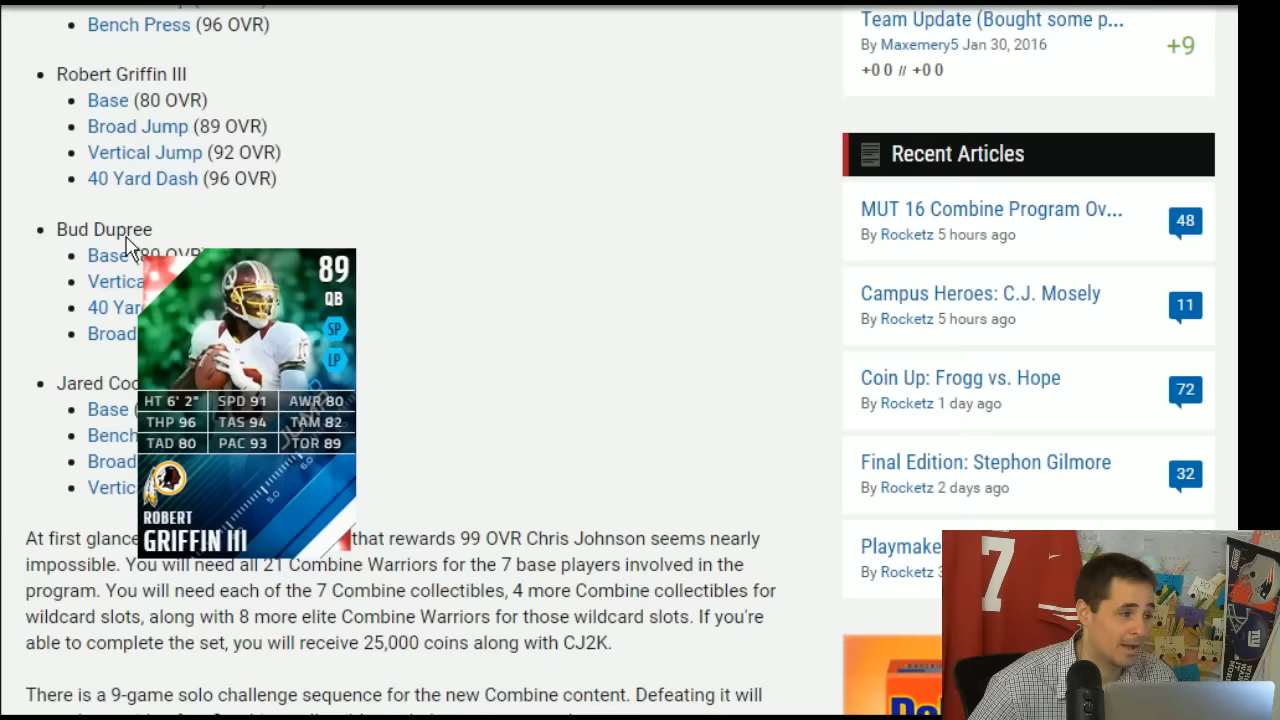 Bench Press (96 OVR)
Robert Griffin III
Base (80 OVR)
Broad Jump (89 OVR)
Vertical Jump (92 OVR)
40 Yard Dash (96 OVR)
Bud Dupree
Base (80 OVR)
Vertica
40 Yar
Broad
Jared Coo
Base (
Bench
Broad
Vertic
89
QB
SP
LP
HT 6' 2" SPD 91 AWR 80
THP 96 TAS 94 TAM 82
TAD 80 PAC 93 TOR 89
ROBERT
GRIFFIN III
At first glance that rewards 99 OVR Chris Johnson seems nearly
impossible. You will need all 21 Combine Warriors for the 7 base players involved in the
program. You will need each of the 7 Combine collectibles, 4 more Combine collectibles for
wildcard slots, along with 8 more elite Combine Warriors for those wildcard slots. If you're
able to complete the set, you will receive 25,000 coins along with CJ2K.
There is a 9-game solo challenge sequence for the new Combine content. Defeating it will
Team Update (Bought some p...
By Maxemery5 Jan 30, 2016
+9
+0 0 // +0 0
Recent Articles
MUT 16 Combine Program Ov...
By Rocketz 5 hours ago
48
Campus Heroes: C.J. Mosely
By Rocketz 5 hours ago
11
Coin Up: Frogg vs. Hope
By Rocketz 1 day ago
72
Final Edition: Stephon Gilmore
By Rocketz 2 days ago
32
Playmake
By Rocketz 3
7